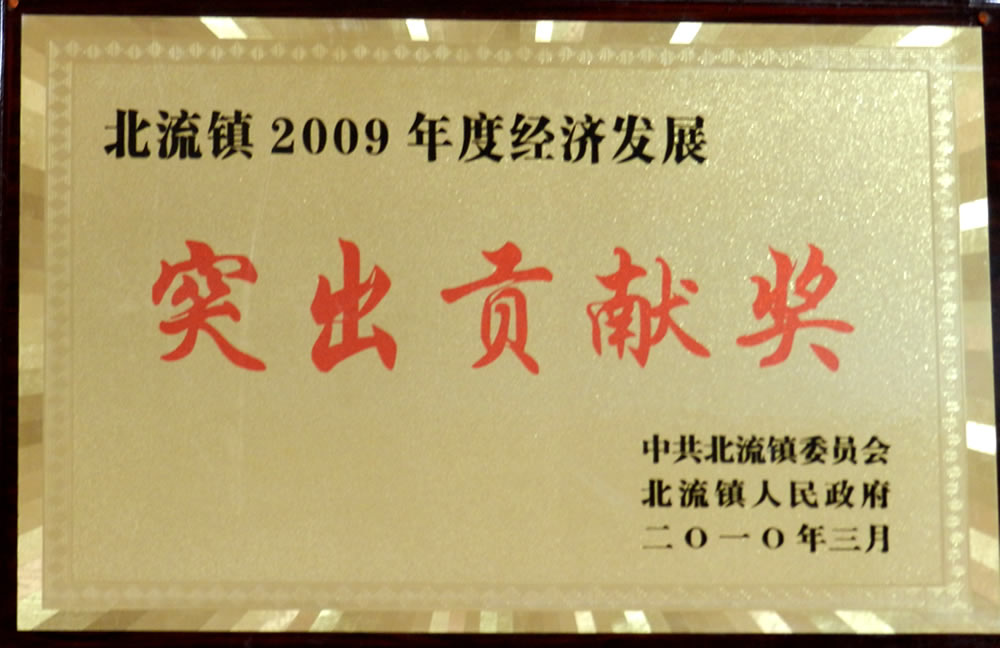 北流镇2009年度经济发展
突出贡献奖
中共北流镇委员会
北流镇人民政府
二〇一〇年三月